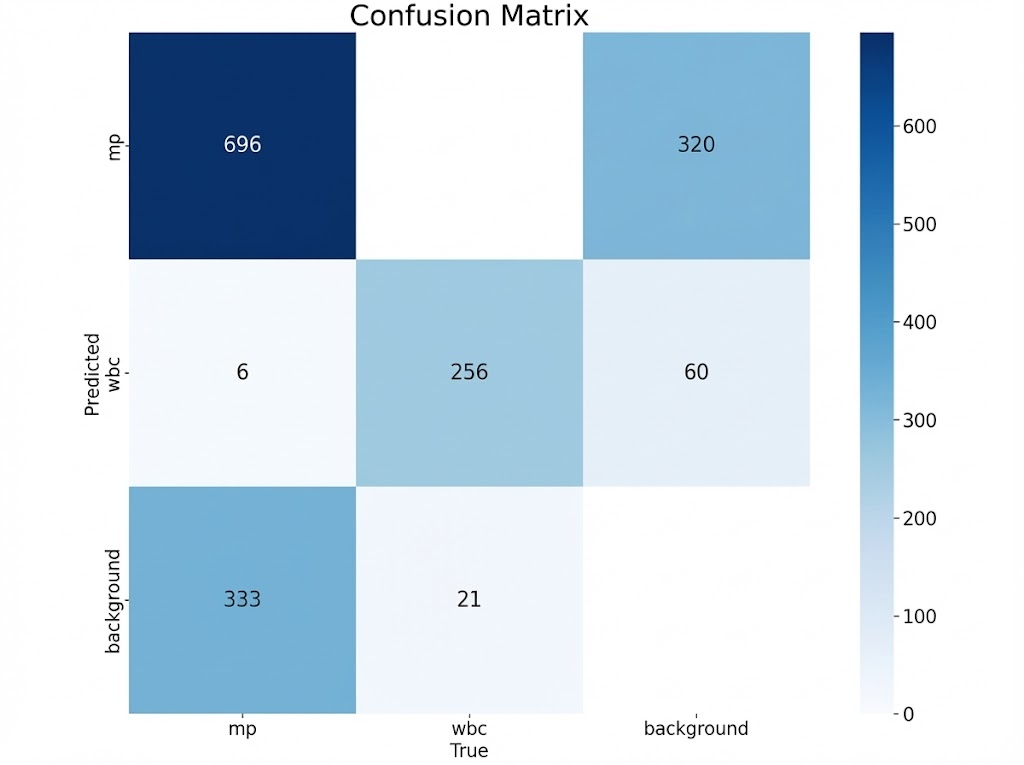 Confusion Matrix
mp
696
320
600
500
400
Predicted
wbc
6
256
60
300
200
background
333
21
100
0
mp
wbc
background
True